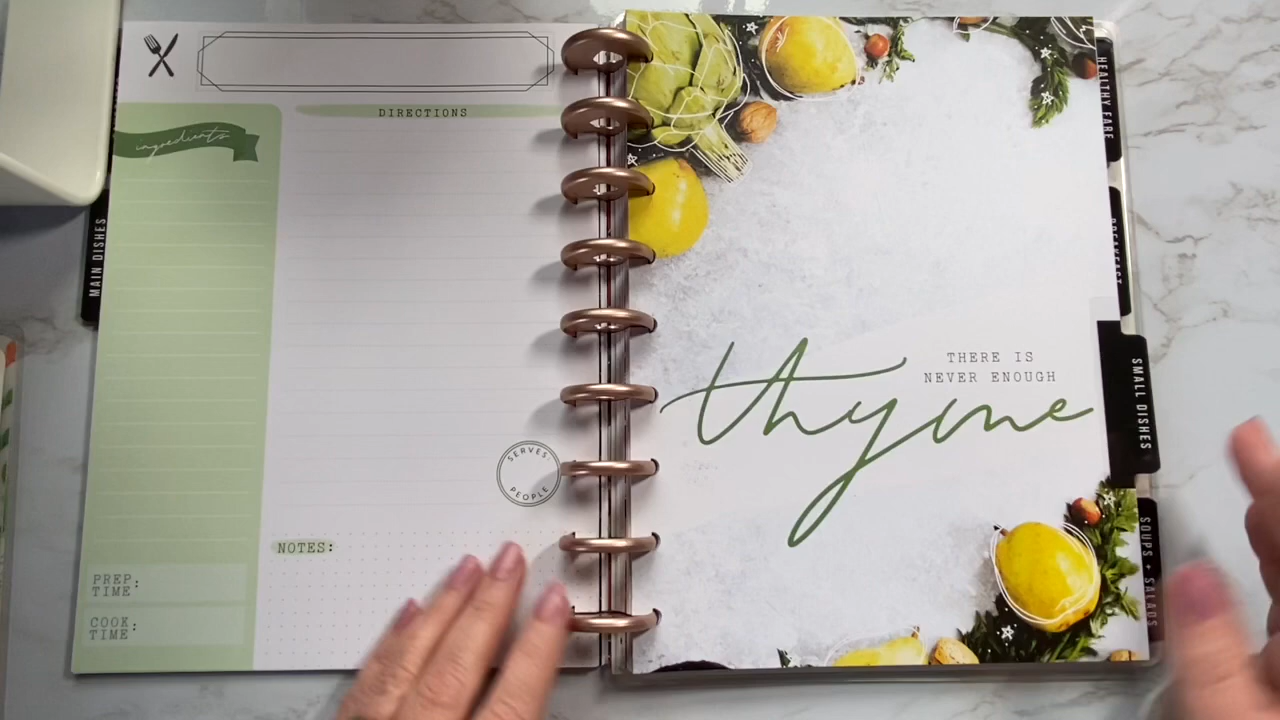 DIRECTIONS
ingredients
MAIN DISHES
SERVES:
PEOPLE
NOTES:
PREP
TIME:
COOK
TIME:
THERE IS
NEVER ENOUGH
thyme
HEALTHY FARE
BREAKFAST
SMALL DISHES
SOUPS + SALADS